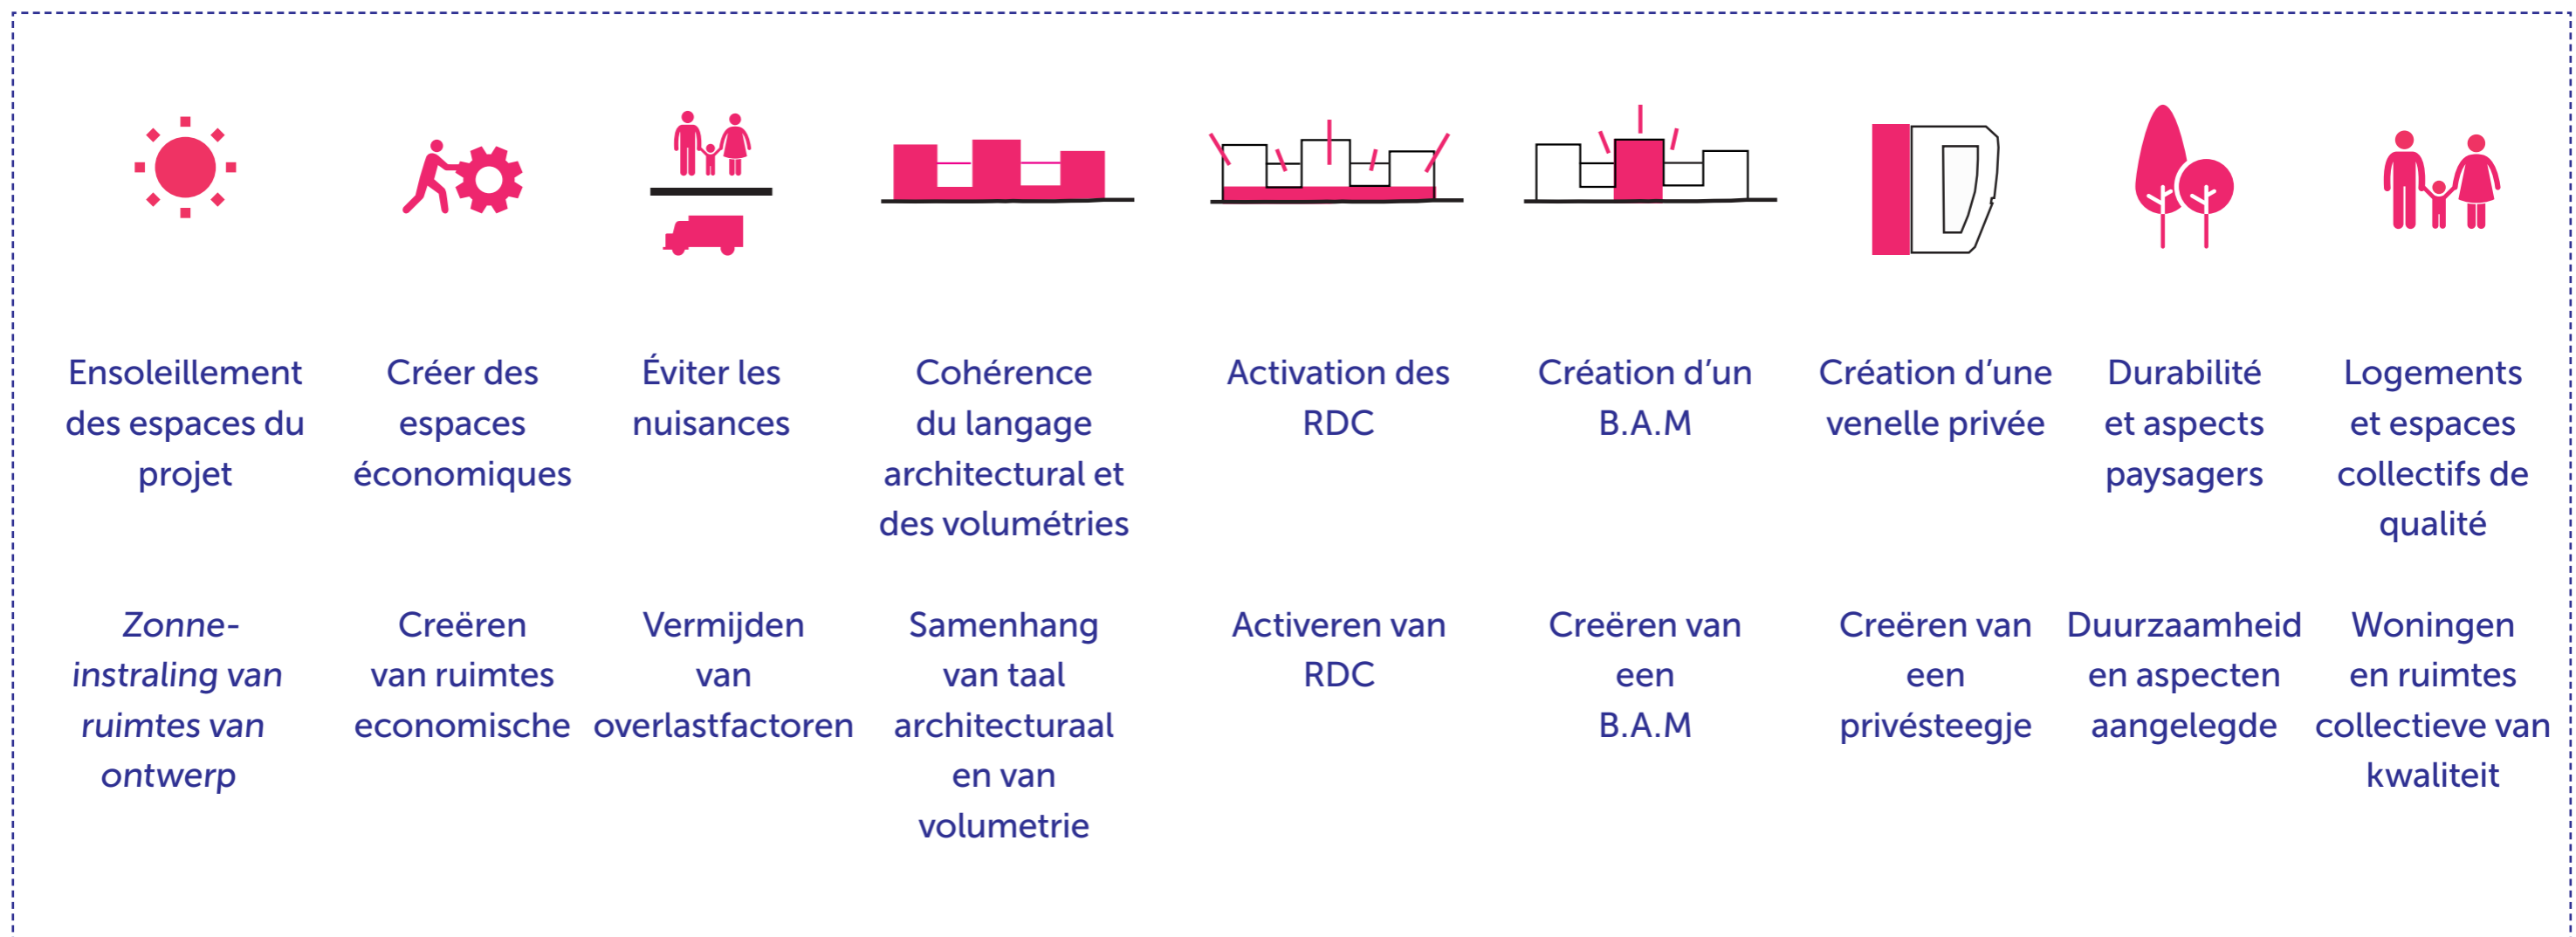 Ensoleillement
des espaces du
projet
Créer des
espaces
économiques
Éviter les
nuisances
Cohérence
du langage
architectural et
des volumétries
Activation des
RDC
Création d’un
B.A.M
Création d’une
venelle privée
Durabilité
et aspects
paysagers
Logements
et espaces
collectifs de
qualité
Zonne-
instraling van
ruimtes van
ontwerp
Creëren
van ruimtes
economische
Vermijden
van
overlastfactoren
Samenhang
van taal
architecturaal
en van
volumetrie
Activeren van
RDC
Creëren van
een
B.A.M
Creëren van
een
privésteegje
Duurzaamheid
en aspecten
aangelegde
Woningen
en ruimtes
collectieve van
kwaliteit